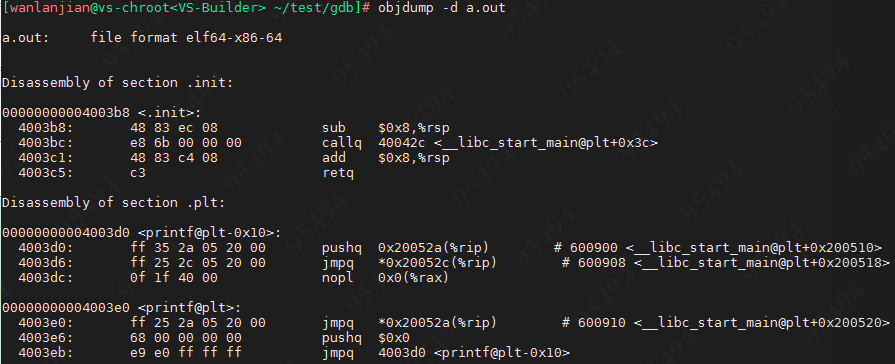 [wanlanjian@vs-chroot<VS-Builder> ~/test/gdb]# objdump -d a.out
a.out:     file format elf64-x86-64
Disassembly of section .init:
00000000004003b8 <.init>:
  4003b8:	48 83 ec 08          	sub    $0x8,%rsp
  4003bc:	e8 6b 00 00 00       	callq  40042c <__libc_start_main@plt+0x3c>
  4003c1:	48 83 c4 08          	add    $0x8,%rsp
  4003c5:	c3                   	retq
Disassembly of section .plt:
00000000004003d0 <printf@plt-0x10>:
  4003d0:	ff 35 2a 05 20 00    	pushq  0x20052a(%rip)        # 600900 <__libc_start_main@plt+0x200510>
  4003d6:	ff 25 2c 05 20 00    	jmpq   *0x20052c(%rip)        # 600908 <__libc_start_main@plt+0x200518>
  4003dc:	0f 1f 40 00          	nopl   0x0(%rax)
00000000004003e0 <printf@plt>:
  4003e0:	ff 25 2a 05 20 00    	jmpq   *0x20052a(%rip)        # 600910 <__libc_start_main@plt+0x200520>
  4003e6:	68 00 00 00 00       	pushq  $0x0
  4003eb:	e9 e0 ff ff ff       	jmpq   4003d0 <printf@plt-0x10>
95494